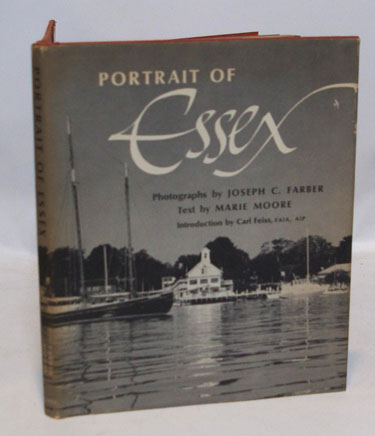 PORTRAIT OF
Essex
Photographs by JOSEPH C. FARBER
Text by MARIE MOORE
Introduction by Carl Feiss, FAIA, AIP
PORTRAIT OF ESSEX